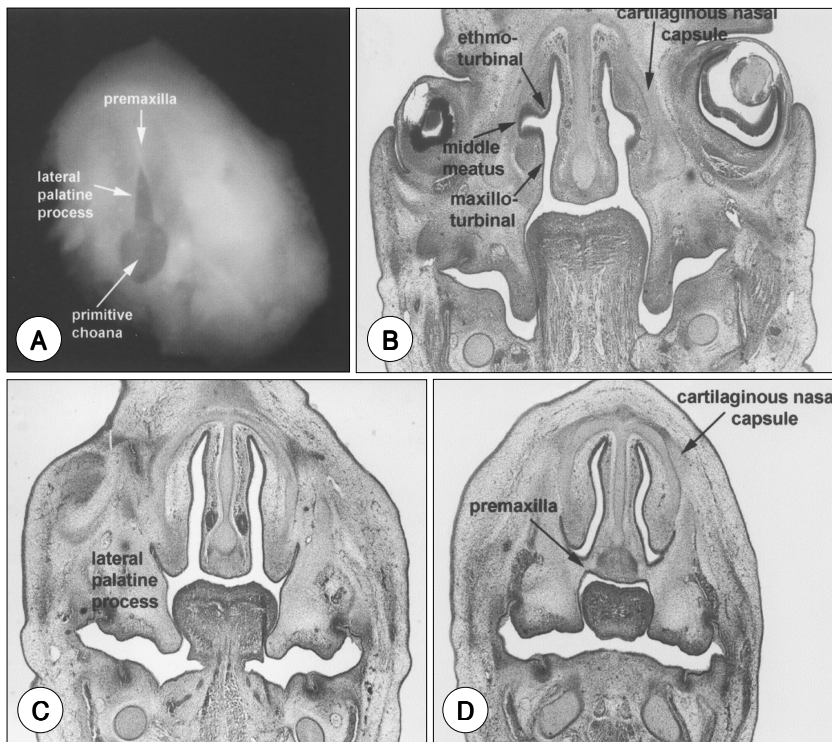 premaxilla
lateral
palatine
process
primitive
choana
A
cartilaginous nasal
capsule
ethmo-
turbinal
middle
meatus
maxillo-
turbinal
B
lateral
palatine
process
C
cartilaginous nasal
capsule
premaxilla
D